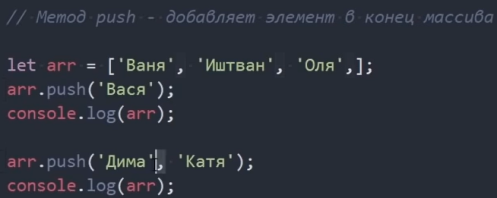 // Метод push - добавляет элемент в конец массива
let arr = ['Ваня', 'Иштван', 'Оля',];
arr.push('Вася');
console.log(arr);
arr.push('Дима', 'Катя');
console.log(arr);